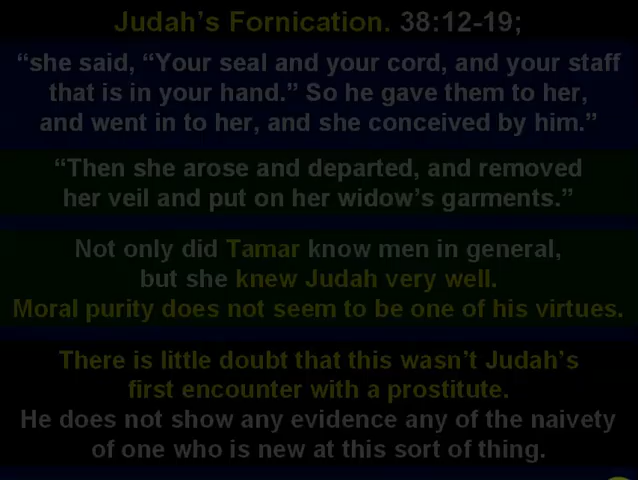 Judah’s Fornication. 38:12-19;
“she said, “Your seal and your cord, and your staff
that is in your hand.” So he gave them to her,
and went in to her, and she conceived by him.”
“Then she arose and departed, and removed
her veil and put on her widow’s garments.”
Not only did Tamar know men in general,
but she knew Judah very well.
Moral purity does not seem to be one of his virtues.
There is little doubt that this wasn’t Judah’s
first encounter with a prostitute.
He does not show any evidence any of the naivety
of one who is new at this sort of thing.